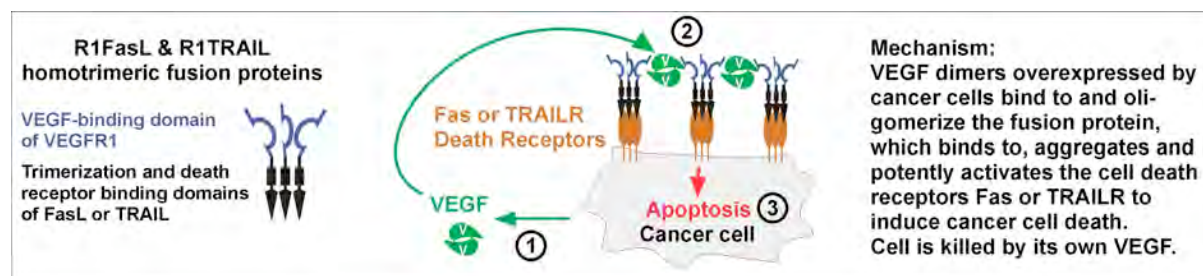 R1FasL & R1TRAIL
homotrimeric fusion proteins
VEGF-binding domain
of VEGFR1
Trimerization and death
receptor binding domains
of FasL or TRAIL
2
V V
V V
Fas or TRAILR
Death Receptors
VEGF
V V
1
Apoptosis 3
Cancer cell
Mechanism:
VEGF dimers overexpressed by
cancer cells bind to and oli-
gomerize the fusion protein,
which binds to, aggregates and
potently activates the cell death
receptors Fas or TRAILR to
induce cancer cell death.
Cell is killed by its own VEGF.